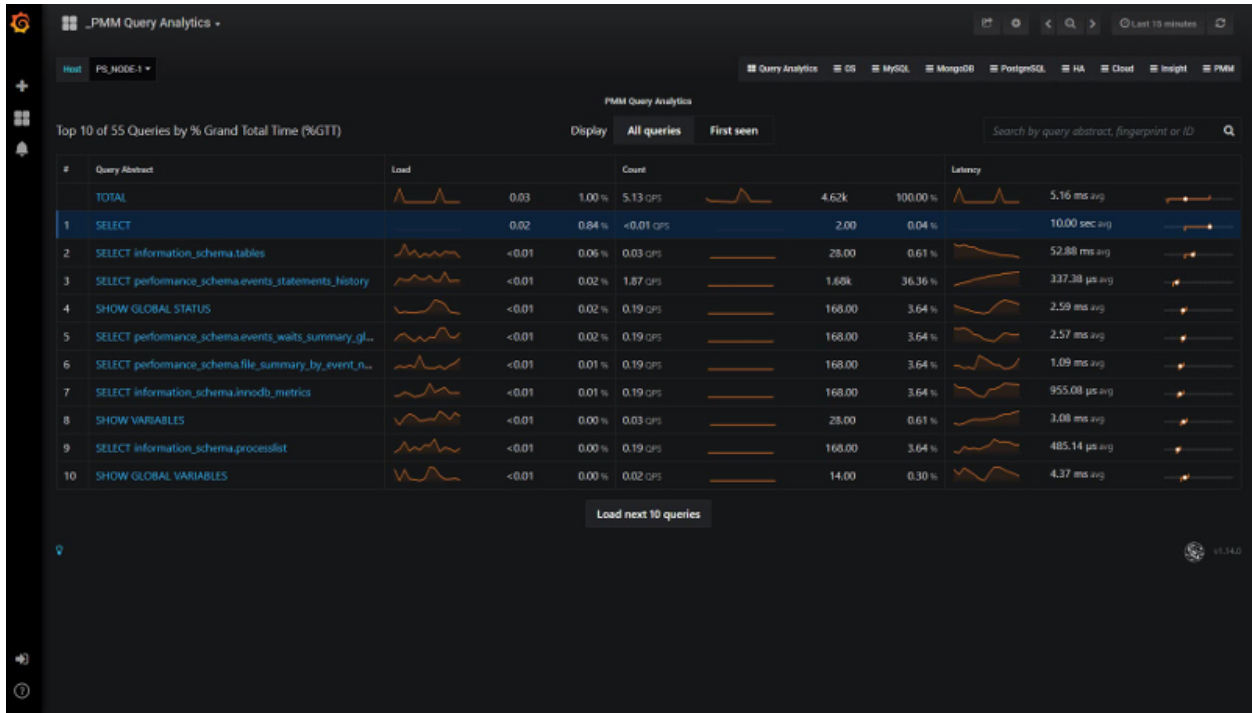 _PMM Query Analytics
Last 15 minutes
Host PS_NODE-1
Query Analytics OS MySQL MongoDB PostgreSQL HA Cloud Insight PMM
PMM Query Analytics
Top 10 of 55 Queries by % Grand Total Time (%GTT) Display All queries First seen Search by query abstract, fingerprint or ID
# Query Abstract Load Count Latency
TOTAL 0.03 1.00 % 5.13 QPS 4.62k 100.00 % 5.16 ms avg
1 SELECT 0.02 0.84 % <0.01 QPS 2.00 0.04 % 10.00 sec avg
2 SELECT information_schema.tables <0.01 0.06 % 0.03 QPS 28.00 0.61 % 52.88 ms avg
3 SELECT performance_schema.events_statements_history <0.01 0.02 % 1.87 QPS 1.68k 36.36 % 337.38 µs avg
4 SHOW GLOBAL STATUS <0.01 0.02 % 0.19 QPS 168.00 3.64 % 2.59 ms avg
5 SELECT performance_schema.events_waits_summary_gl... <0.01 0.02 % 0.19 QPS 168.00 3.64 % 2.57 ms avg
6 SELECT performance_schema.file_summary_by_event_n... <0.01 0.01 % 0.19 QPS 168.00 3.64 % 1.09 ms avg
7 SELECT information_schema.innodb_metrics <0.01 0.01 % 0.19 QPS 168.00 3.64 % 955.08 µs avg
8 SHOW VARIABLES <0.01 0.00 % 0.03 QPS 28.00 0.61 % 3.08 ms avg
9 SELECT information_schema.processlist <0.01 0.00 % 0.19 QPS 168.00 3.64 % 485.14 µs avg
10 SHOW GLOBAL VARIABLES <0.01 0.00 % 0.02 QPS 14.00 0.30 % 4.37 ms avg
Load next 10 queries
v1.14.0